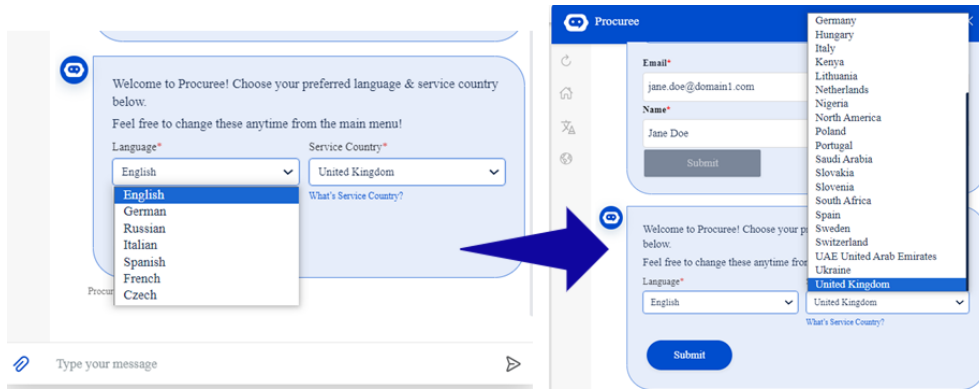 Welcome to Procuree! Choose your preferred language & service country
below.
Feel free to change these anytime from the main menu!
Language*
Service Country*
English
United Kingdom
English
German
Russian
Italian
Spanish
French
Czech
What's Service Country?
Procur
Type your message
Procuree
Email*
jane.doe@domain1.com
Name*
Jane Doe
Submit
Germany
Hungary
Italy
Kenya
Lithuania
Netherlands
Nigeria
North America
Poland
Portugal
Saudi Arabia
Slovakia
Slovenia
South Africa
Spain
Sweden
Switzerland
UAE United Arab Emirates
Ukraine
United Kingdom
Welcome to Procuree! Choose your p
below.
Feel free to change these anytime fro
Language*
English
United Kingdom
What's Service Country?
Submit